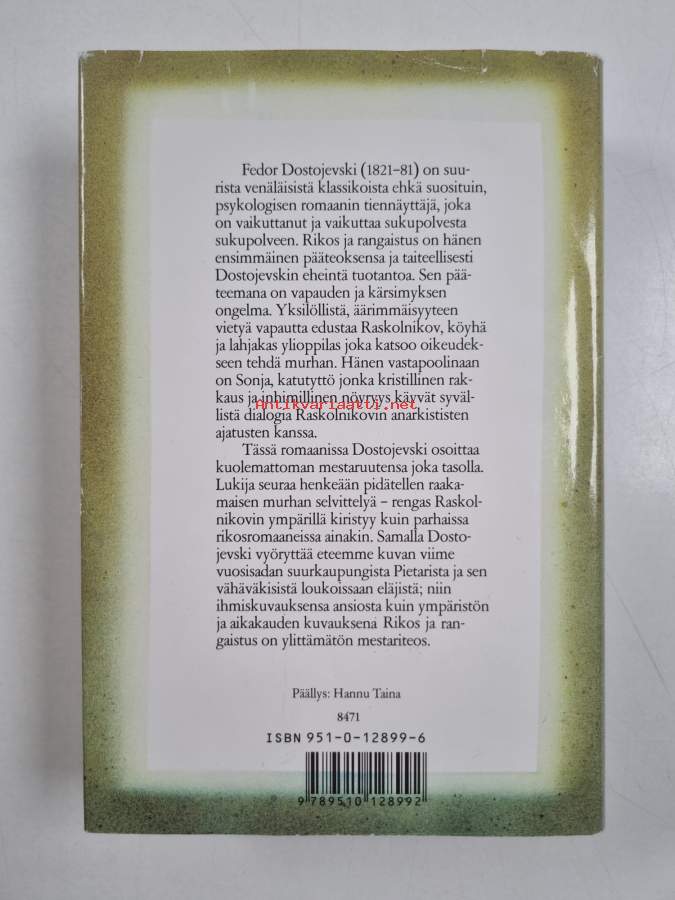 Fedor Dostojevski (1821–81) on suu-
rista venäläisistä klassikoista ehkä suosituin,
psykologisen romaanin tiennäyttäjä, joka
on vaikuttanut ja vaikuttaa sukupolvesta
sukupolveen. Rikos ja rangaistus on hänen
ensimmäinen pääteoksensa ja taiteellisesti
Dostojevskin eheintä tuotantoa. Sen pää-
teemana on vapauden ja kärsimyksen
ongelma. Yksilöllistä, äärimmäisyyteen
vietyä vapautta edustaa Raskolnikov, köyhä
ja lahjakas ylioppilas joka katsoo oikeudek-
seen tehdä murhan. Hänen vastapoolinaan
on Sonja, katutyttö jonka kristillinen rak-
kaus ja inhimillinen nöyryys käyvät syväl-
Antikvariaatti.net
listä dialogia Raskolnikovin anarkististen
ajatusten kanssa.
Tässä romaanissa Dostojevski osoittaa
kuolemattoman mestaruutensa joka tasolla.
Lukija seuraa henkeään pidätellen raaka-
maisen murhan selvittelyä – rengas Raskol-
nikovin ympärillä kiristyy kuin parhaissa
rikosromaaneissa ainakin. Samalla Dosto-
jevski vyöryttää eteemme kuvan viime
vuosisadan suurkaupungista Pietarista ja sen
vähäväkisistä loukoissaan eläjistä; niin
ihmiskuvauksensa ansiosta kuin ympäristön
ja aikakauden kuvauksena Rikos ja ran-
gaistus on ylittämätön mestariteos.
Päällys: Hannu Taina
8471
ISBN 951-0-12899-6
9 789510 128992